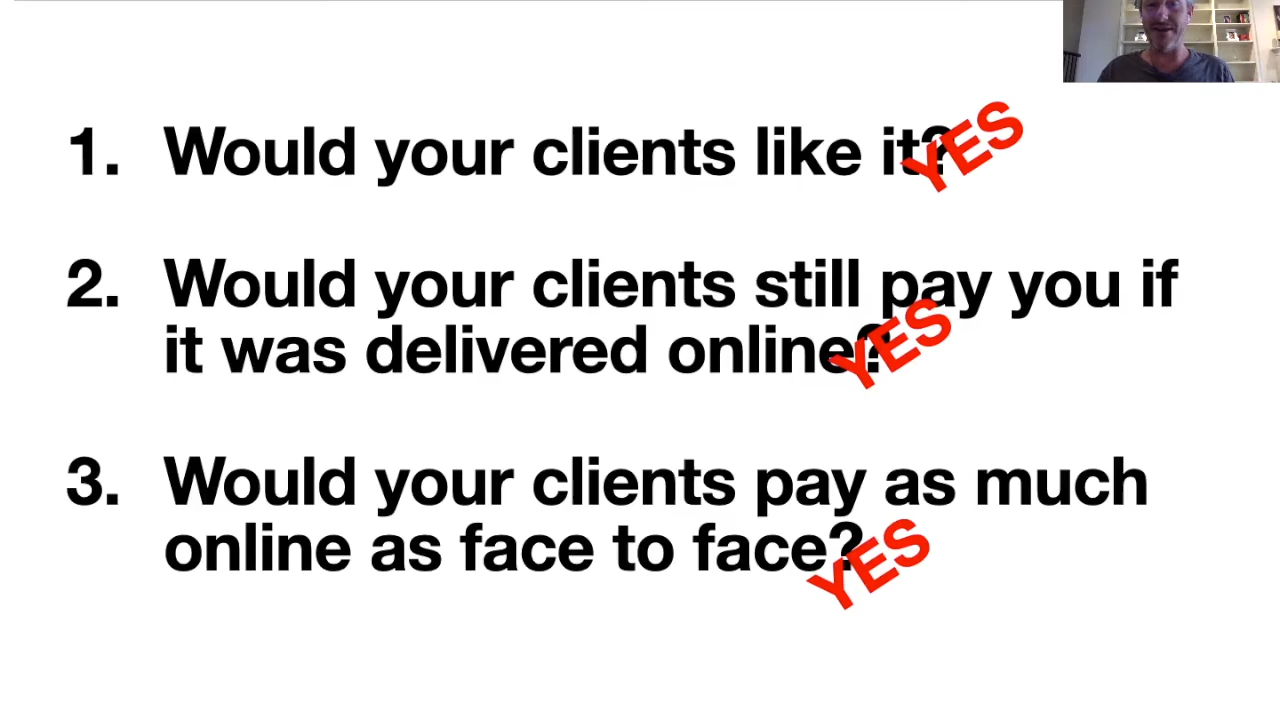 1. Would your clients like it? YES
2. Would your clients still pay you if
it was delivered online? YES
3. Would your clients pay as much
online as face to face? YES